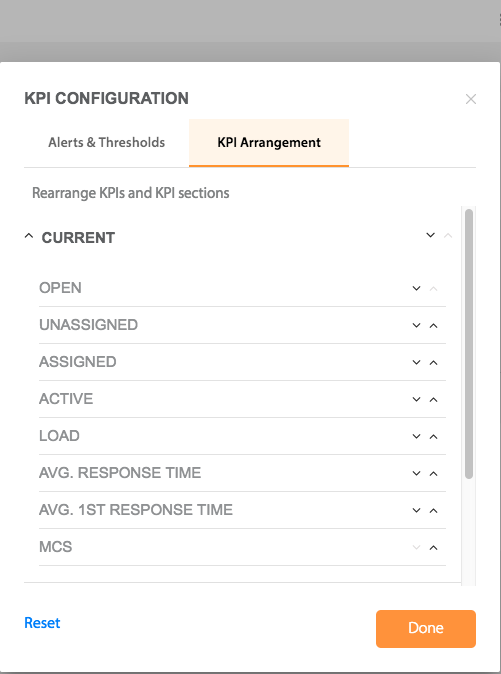 KPI CONFIGURATION
Alerts & Thresholds
KPI Arrangement
Rearrange KPIs and KPI sections
CURRENT
OPEN
UNASSIGNED
ASSIGNED
ACTIVE
LOAD
AVG. RESPONSE TIME
AVG. 1ST RESPONSE TIME
MCS
Reset
Done